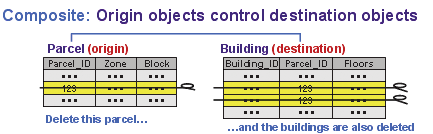 Composite: Origin objects control destination objects
Parcel (origin)
Building (destination)
Parcel_ID Zone Block
Building_ID Parcel_ID Floors
123
123
123
Delete this parcel…
…and the buildings are also deleted